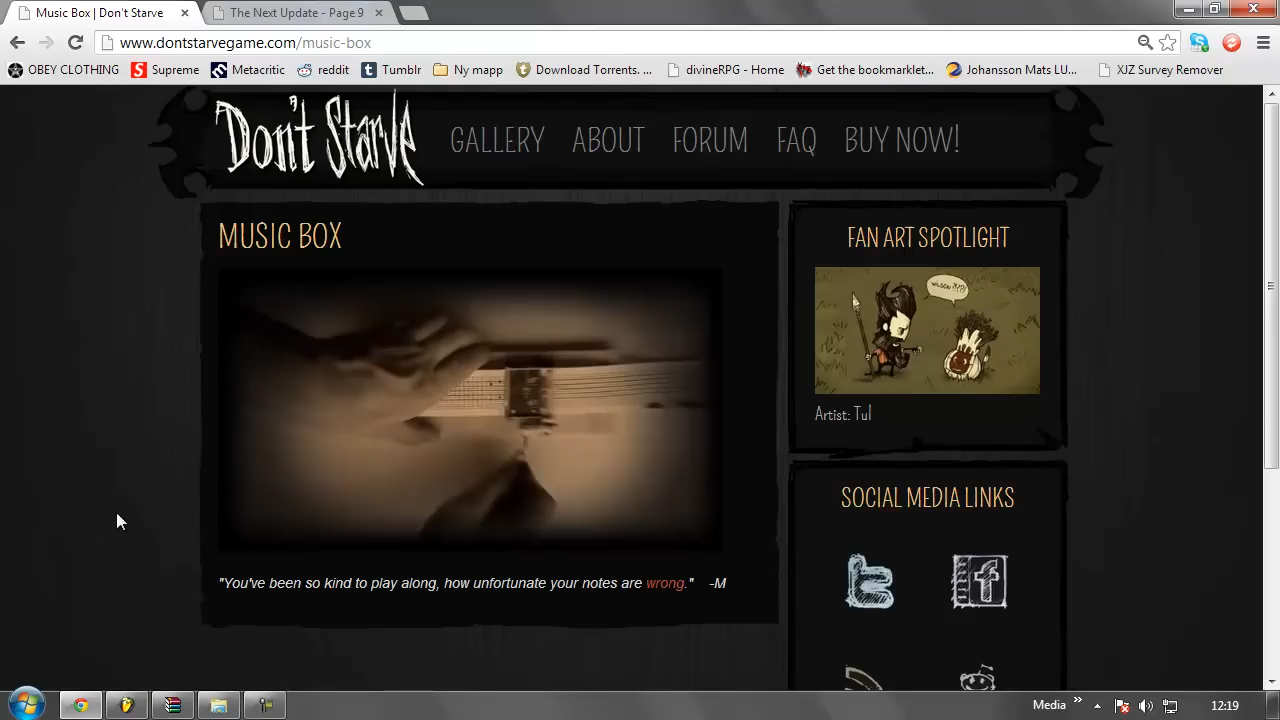 Music Box | Don't Starve
The Next Update - Page 9
www.dontstarvegame.com/music-box
OBEY CLOTHING
Supreme
Metacritic
reddit
Tumblr
Ny mapp
Download Torrents. ...
divineRPG - Home
Get the bookmarklet...
Johansson Mats LU...
XJZ Survey Remover
Don't Starve
GALLERY
ABOUT
FORUM
FAQ
BUY NOW!
MUSIC BOX
"You've been so kind to play along, how unfortunate your notes are wrong." -M
FAN ART SPOTLIGHT
WILSON ?!??
Artist: Tul
SOCIAL MEDIA LINKS
Media
12:19